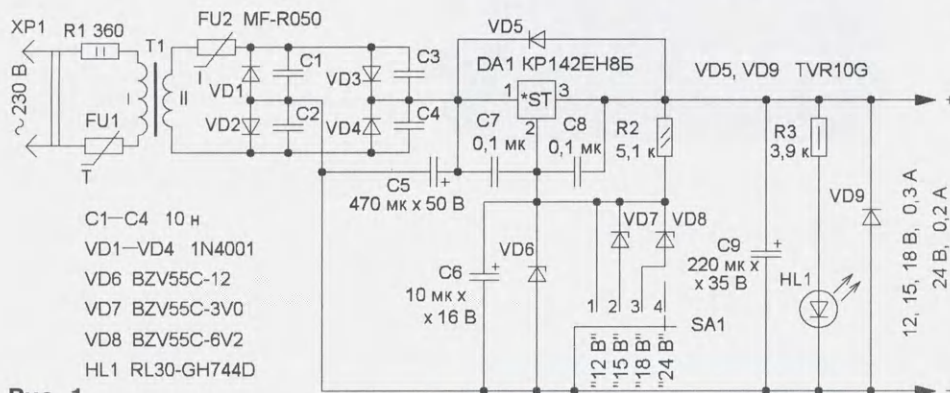 XP1
~230 В
R1 360
FU1
T
T1
I
II
FU2 MF-R050
I
VD1
VD2
C1
C2
VD3
VD4
C3
C4
VD5
DA1 КР142ЕН8Б
1
*ST
3
2
VD5, VD9 TVR10G
C7
0,1 мк
C8
0,1 мк
R2
5,1 к
R3
3,9 к
C5
470 мк x 50 В
+
C1—C4 10 н
VD1—VD4 1N4001
VD6 BZV55C-12
VD7 BZV55C-3V0
VD8 BZV55C-6V2
HL1 RL30-GH744D
C6
10 мк x
x 16 В
+
VD6
VD7
VD8
1
2
3
4
SA1
"12 В"
"15 В"
"18 В"
"24 В"
C9
220 мк x
x 35 В
+
HL1
VD9
12, 15, 18 В, 0,3 А
24 В, 0,2 А
+
−